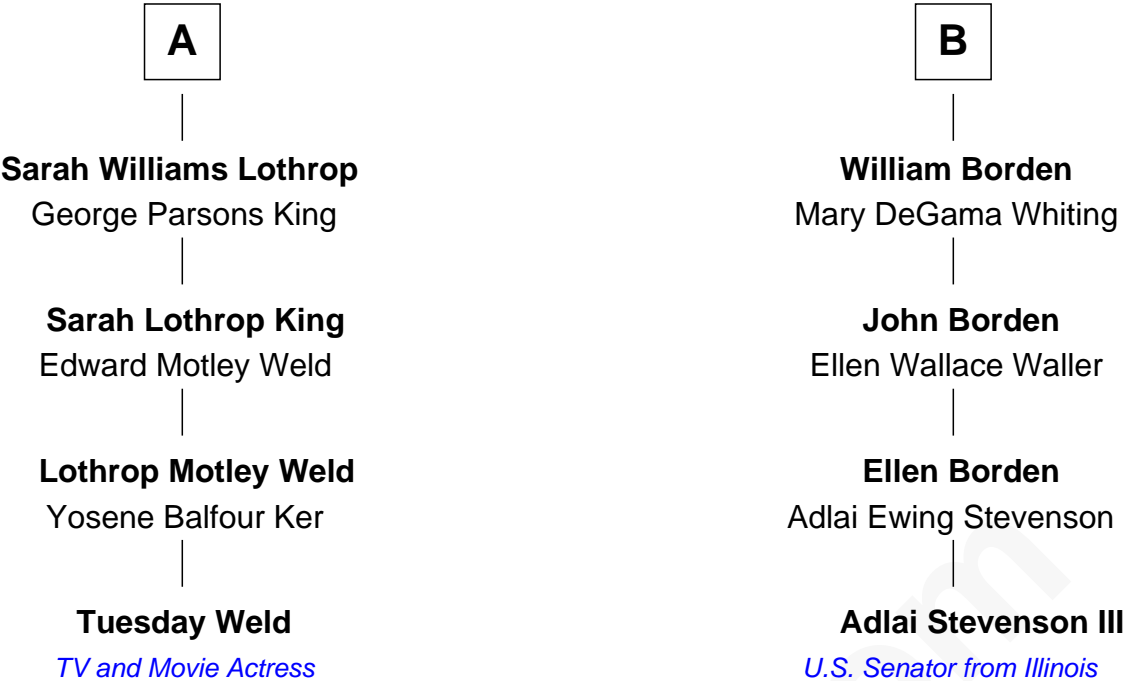 A
B
Sarah Williams Lothrop
William Borden
George Parsons King
Mary DeGama Whiting
Sarah Lothrop King
John Borden
Edward Motley Weld
Ellen Wallace Waller
Lothrop Motley Weld
Ellen Borden
Yosene Balfour Ker
Adlai Ewing Stevenson
Tuesday Weld
Adlai Stevenson III
TV and Movie Actress
U.S. Senator from Illinois
om